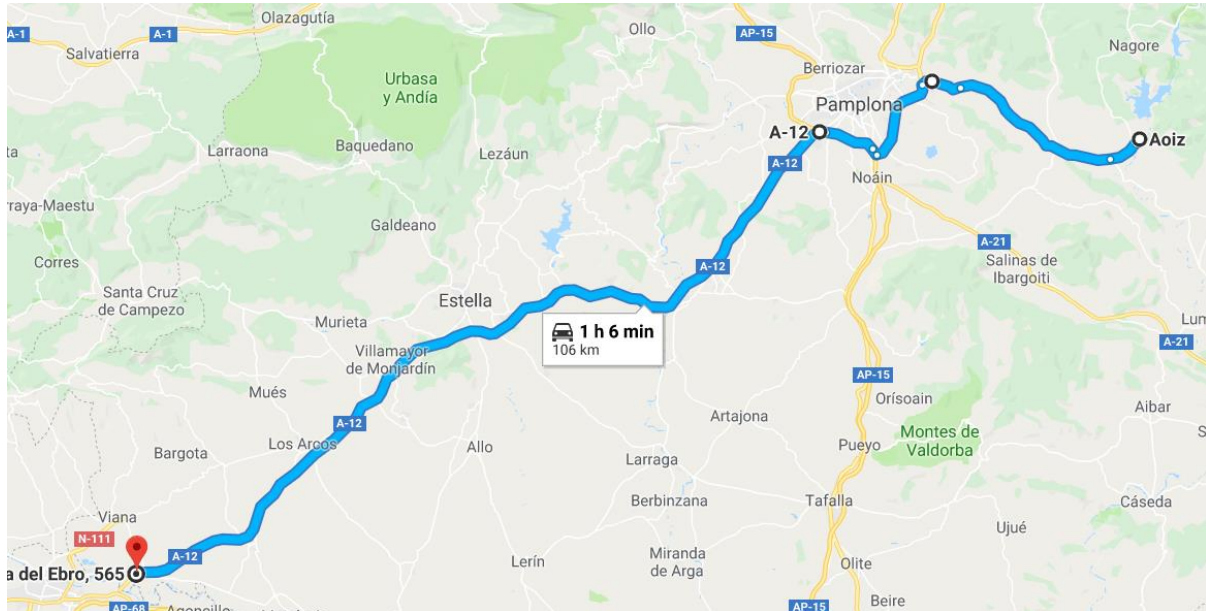 Olazagutía
A-1
A-1
Salvatierra
Ollo
AP-15
Nagore
Berriozar
Urbasa
y Andía
Pamplona
A-12
Aoiz
Larraona
Baquedano
Lezáun
A-12
Noáin
Galdeano
A-21
Corres
A-12
Salinas de
Ibargoiti
Santa Cruz
de Campezo
Estella
Murieta
1 h 6 min
106 km
Villamayor
de Monjardín
A-21
AP-15
Mués
Orísoain
Aibar
A-12
Artajona
Los Arcos
Allo
Pueyo
Montes de
Valdorba
Bargota
Larraga
Berbinzana
Tafalla
Cáseda
Viana
N-111
Ujué
A-12
Lerín
Miranda
de Arga
Olite
a del Ebro, 565
AP-68
AP-15
Beire